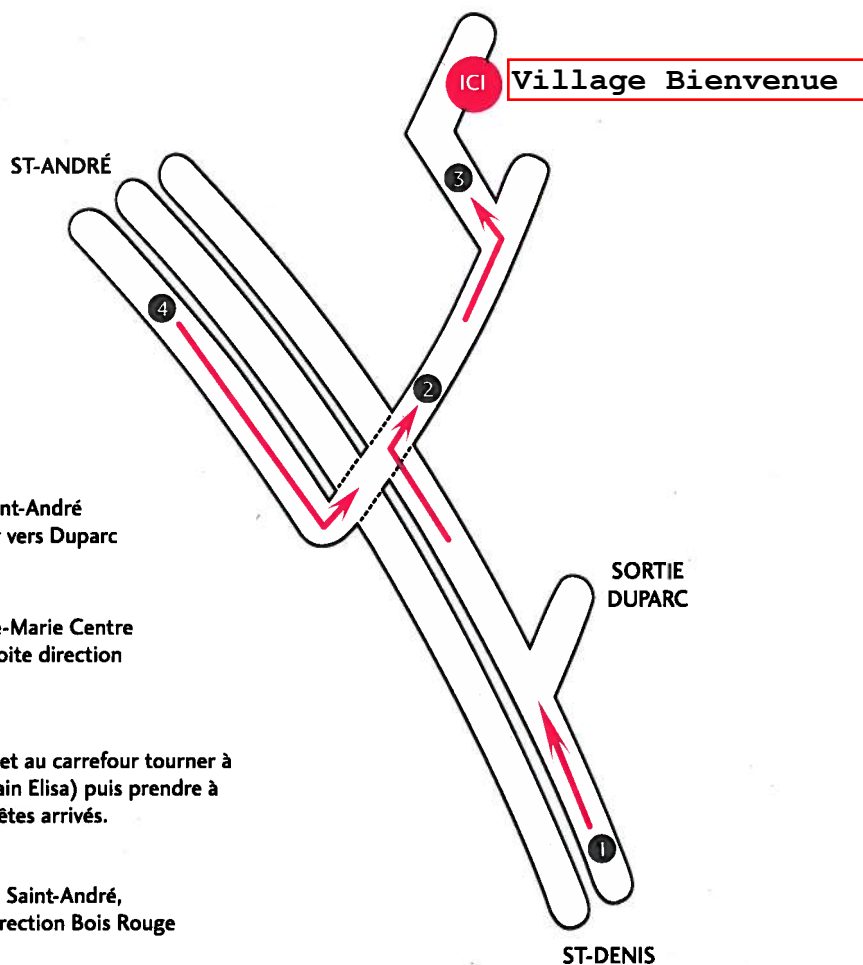 ICI
Village Bienvenue
ST-ANDRÉ
3
4
2
nt-André
vers Duparc
SORTIE
DUPARC
-Marie Centre
oite direction
et au carrefour tourner à
ain Elisa) puis prendre à
êtes arrivés.
1
Saint-André,
rection Bois Rouge
ST-DENIS